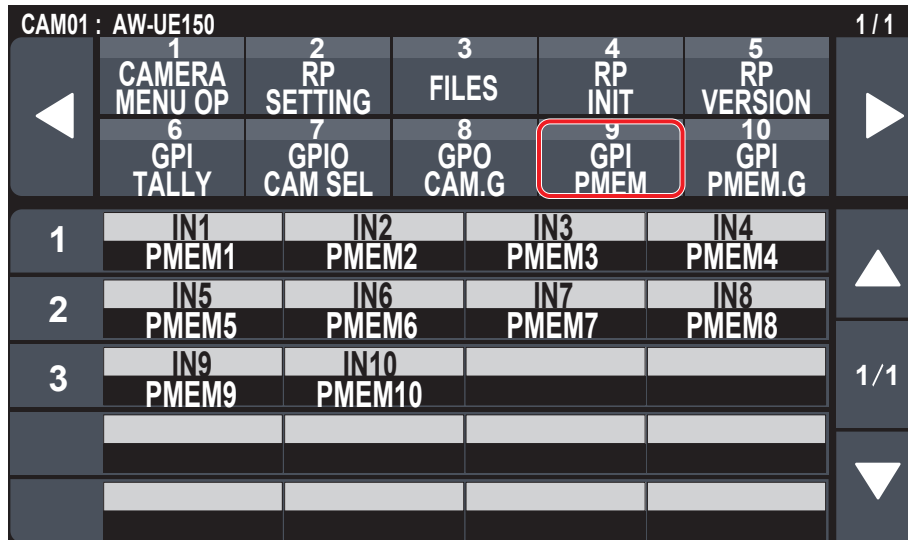 CAM01 : AW-UE150 1 / 1
1 2 3 4 5
CAMERA MENU OP RP SETTING FILES RP INIT RP VERSION
6 7 8 9 10
GPI TALLY GPIO CAM SEL GPO CAM.G GPI PMEM GPI PMEM.G
1 IN1 IN2 IN3 IN4
PMEM1 PMEM2 PMEM3 PMEM4
2 IN5 IN6 IN7 IN8
PMEM5 PMEM6 PMEM7 PMEM8
3 IN9 IN10 1/1
PMEM9 PMEM10